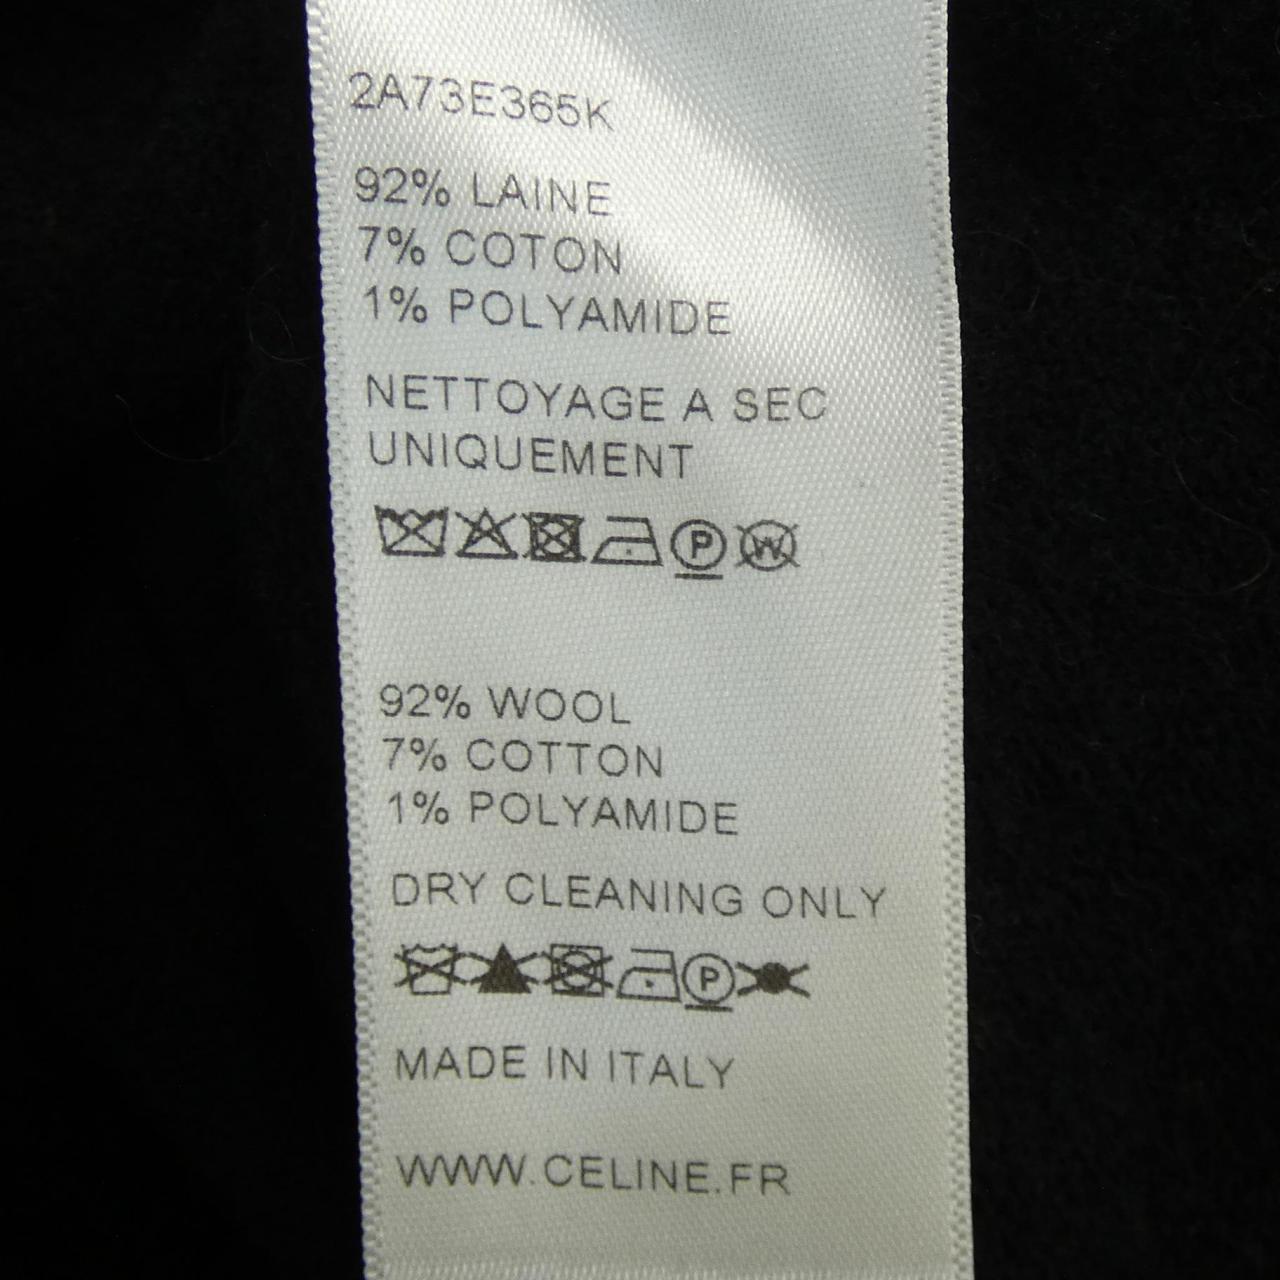 2A73E365K
92% LAINE
7% COTON
1% POLYAMIDE
NETTOYAGE A SEC
UNIQUEMENT
P W
92% WOOL
7% COTTON
1% POLYAMIDE
DRY CLEANING ONLY
P
MADE IN ITALY
WWW.CELINE.FR